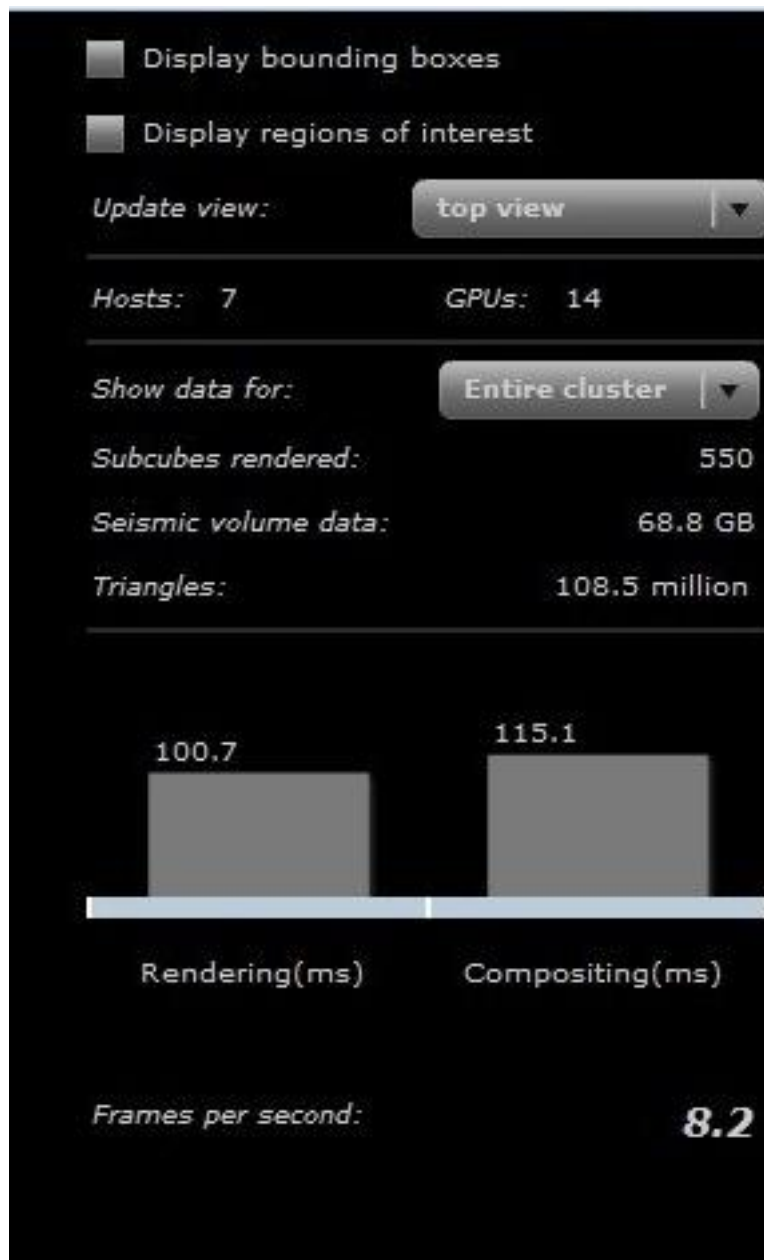 Display bounding boxes
Display regions of interest
Update view: top view
Hosts: 7 GPUs: 14
Show data for: Entire cluster
Subcubes rendered: 550
Seismic volume data: 68.8 GB
Triangles: 108.5 million
100.7 115.1
Rendering(ms) Compositing(ms)
Frames per second: 8.2